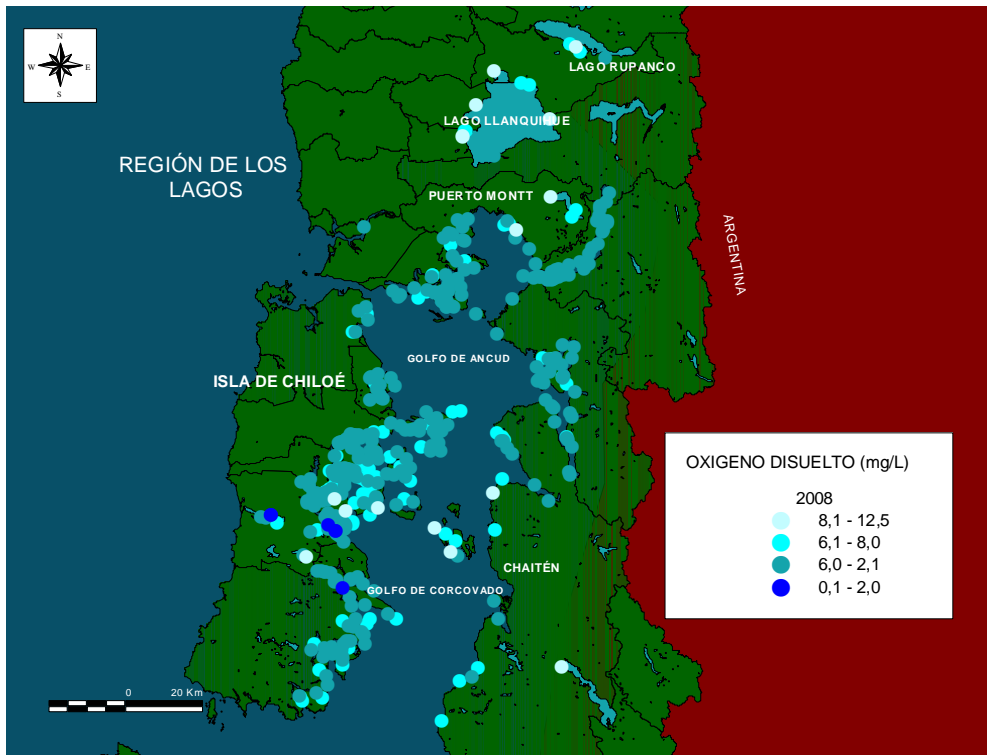 N
W E
S
LAGO RUPANCO
LAGO LLANQUIHUE
REGIÓN DE LOS
LAGOS
PUERTO MONTT
ARGENTINA
GOLFO DE ANCUD
ISLA DE CHILOÉ
OXIGENO DISUELTO (mg/L)
2008
8,1 - 12,5
6,1 - 8,0
6,0 - 2,1
0,1 - 2,0
CHAITÉN
GOLFO DE CORCOVADO
0 20 Km